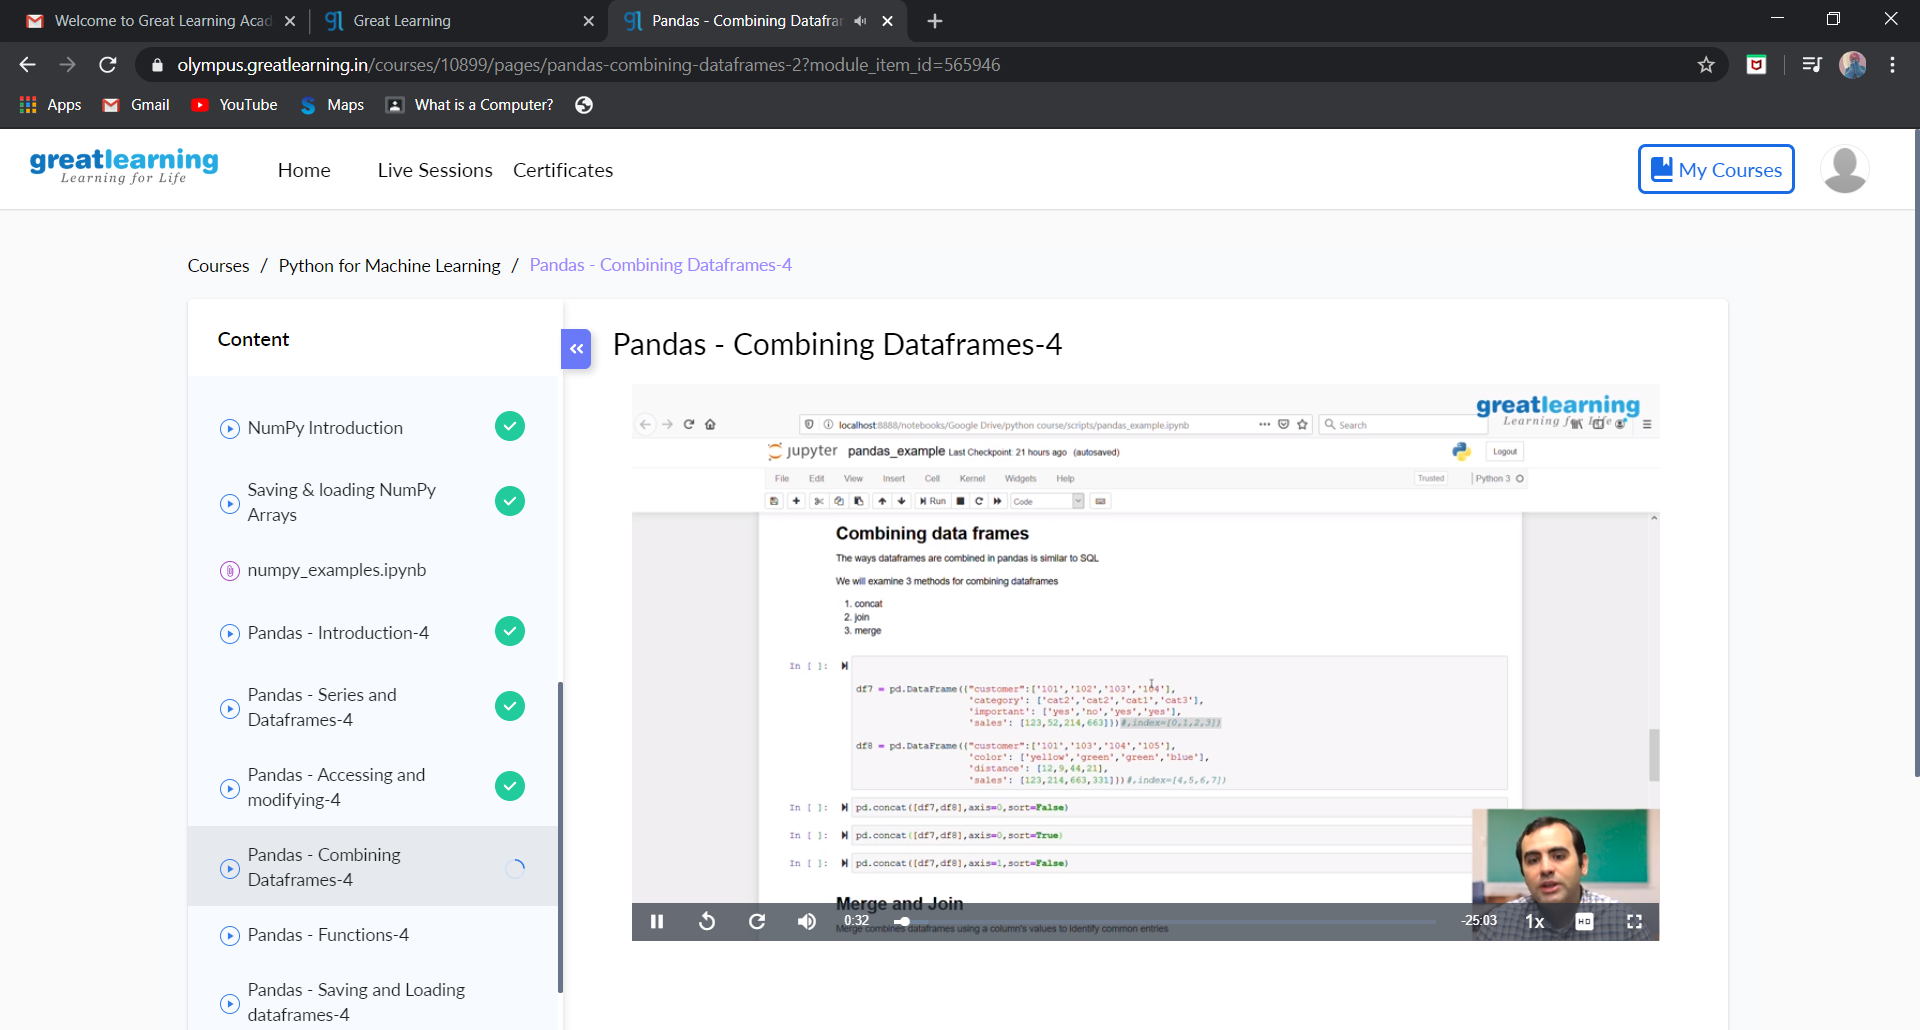 Welcome to Great Learning Acad
Great Learning
Pandas - Combining Datafra
olympus.greatlearning.in/courses/10899/pages/pandas-combining-dataframes-2?module_item_id=565946
Apps
Gmail
YouTube
Maps
What is a Computer?
greatlearning
Learning for Life
Home
Live Sessions
Certificates
My Courses
Courses / Python for Machine Learning / Pandas - Combining Dataframes-4
Content
NumPy Introduction
Saving & loading NumPy
Arrays
numpy_examples.ipynb
Pandas - Introduction-4
Pandas - Series and
Dataframes-4
Pandas - Accessing and
modifying-4
Pandas - Combining
Dataframes-4
Pandas - Functions-4
Pandas - Saving and Loading
dataframes-4
Pandas - Combining Dataframes-4
greatlearning
Learning for Life
localhost:8888/notebooks/Google Drive/python course/scripts/pandas_example.ipynb
Search
jupyter pandas_example Last Checkpoint: 21 hours ago (autosaved)
Logout
File Edit View Insert Cell Kernel Widgets Help
Trusted
Python 3
Run
Code
Combining data frames
The ways dataframes are combined in pandas is similar to SQL
We will examine 3 methods for combining dataframes
1. concat
2. join
3. merge
In [ ]:
df7 = pd.DataFrame({"customer":['101','102','103','104'],
'category': ['cat2','cat2','cat1','cat3'],
'important': ['yes','no','yes','yes'],
'sales': [123,52,214,663]})#,index=[0,1,2,3])
df8 = pd.DataFrame({"customer":['101','103','104','105'],
'color': ['yellow','green','green','blue'],
'distance': [12,9,44,21],
'sales': [123,214,663,331]})#,index=[4,5,6,7])
In [ ]: pd.concat([df7,df8],axis=0,sort=False)
In [ ]: pd.concat([df7,df8],axis=0,sort=True)
In [ ]: pd.concat([df7,df8],axis=1,sort=False)
Merge and Join
Merge combines dataframes using a column's values to identify common entries
0:32
-25:03
1x
HD